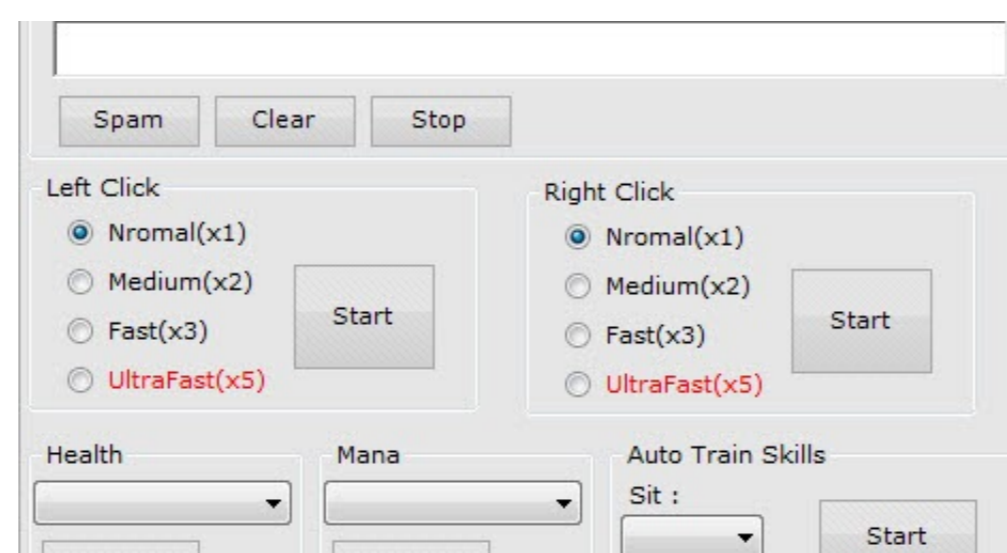 Spam Clear Stop
Left Click
Nromal(x1)
Medium(x2)
Fast(x3)
UltraFast(x5)
Start
Right Click
Nromal(x1)
Medium(x2)
Fast(x3)
UltraFast(x5)
Start
Health
Mana
Auto Train Skills
Sit :
Start